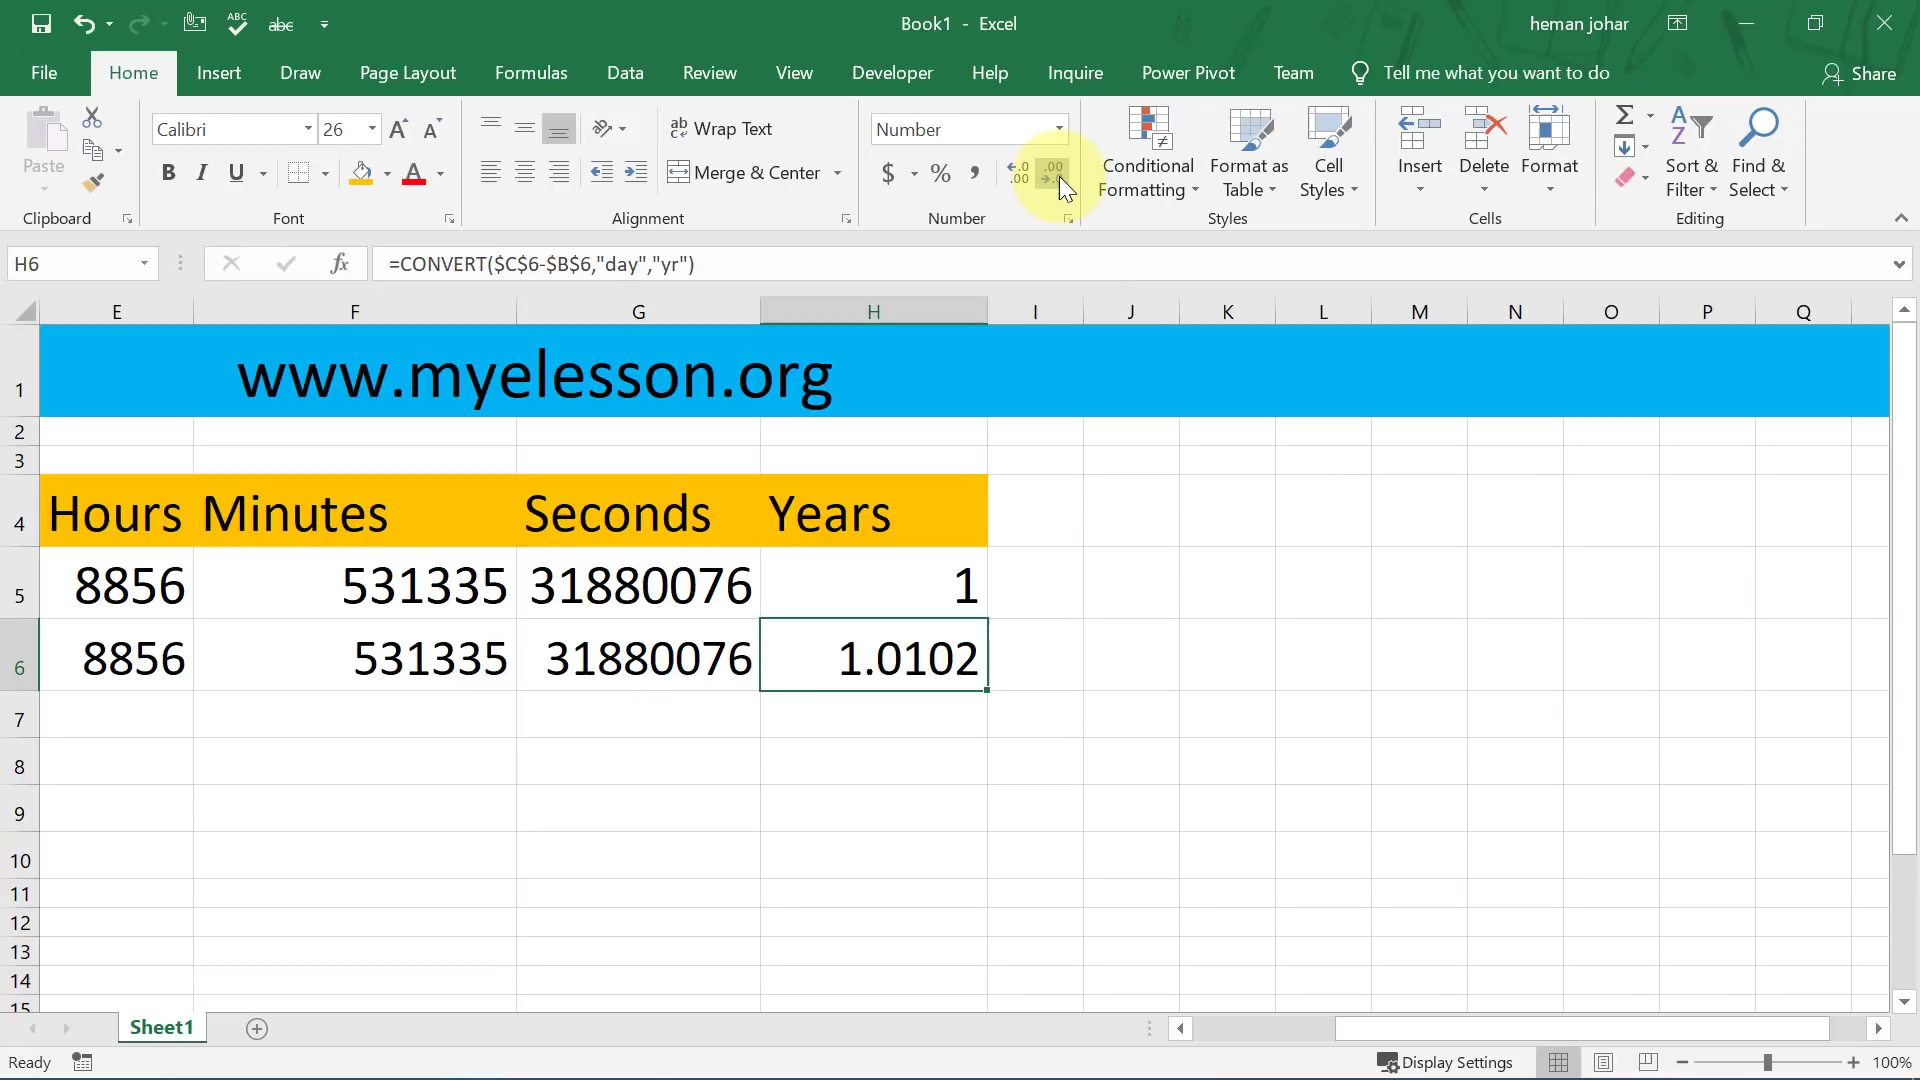 Book1 - Excel
heman johar
File Home Insert Draw Page Layout Formulas Data Review View Developer Help Inquire Power Pivot Team Tell me what you want to do Share
Paste
Clipboard
Calibri 26
B I U A
Font
Wrap Text
Merge & Center
Alignment
Number
$ % ,
Number
Conditional Formatting
Format as Table
Cell Styles
Styles
Insert Delete Format
Cells
Sort & Filter
Find & Select
Editing
H6 fx =CONVERT($C$6-$B$6,"day","yr")
E F G H I J K L M N O P Q
1 www.myelesson.org
2
3
4 Hours Minutes Seconds Years
5 8856 531335 31880076 1
6 8856 531335 31880076 1.0102
7
8
9
10
11
12
13
14
15
Sheet1
Ready Display Settings 100%